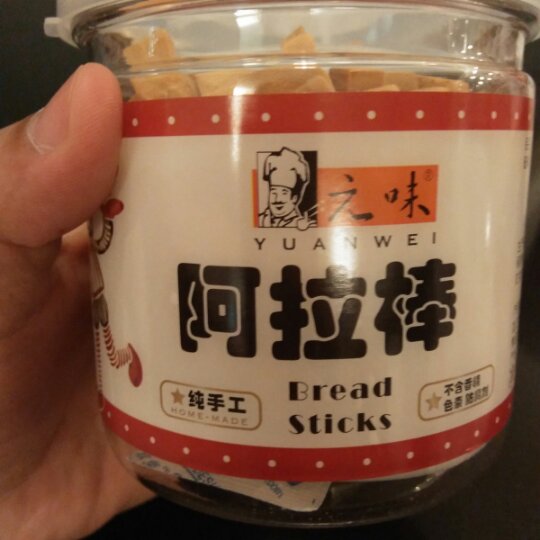 元味®
YUANWEI
阿拉棒
纯手工
HOME-MADE
Bread
Sticks
不含香精
色素 防腐剂